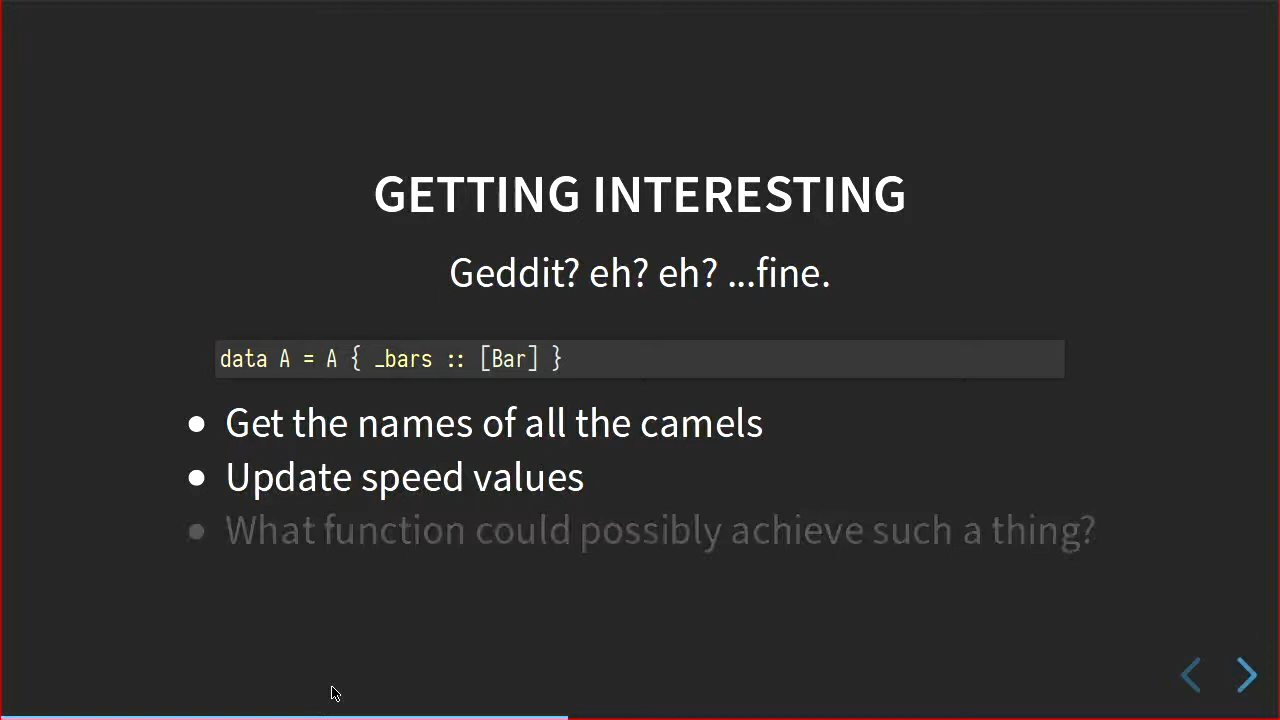 GETTING INTERESTING
Geddit? eh? eh? ...fine.
data A = A { _bars :: [Bar] }
• Get the names of all the camels
• Update speed values
• What function could possibly achieve such a thing?